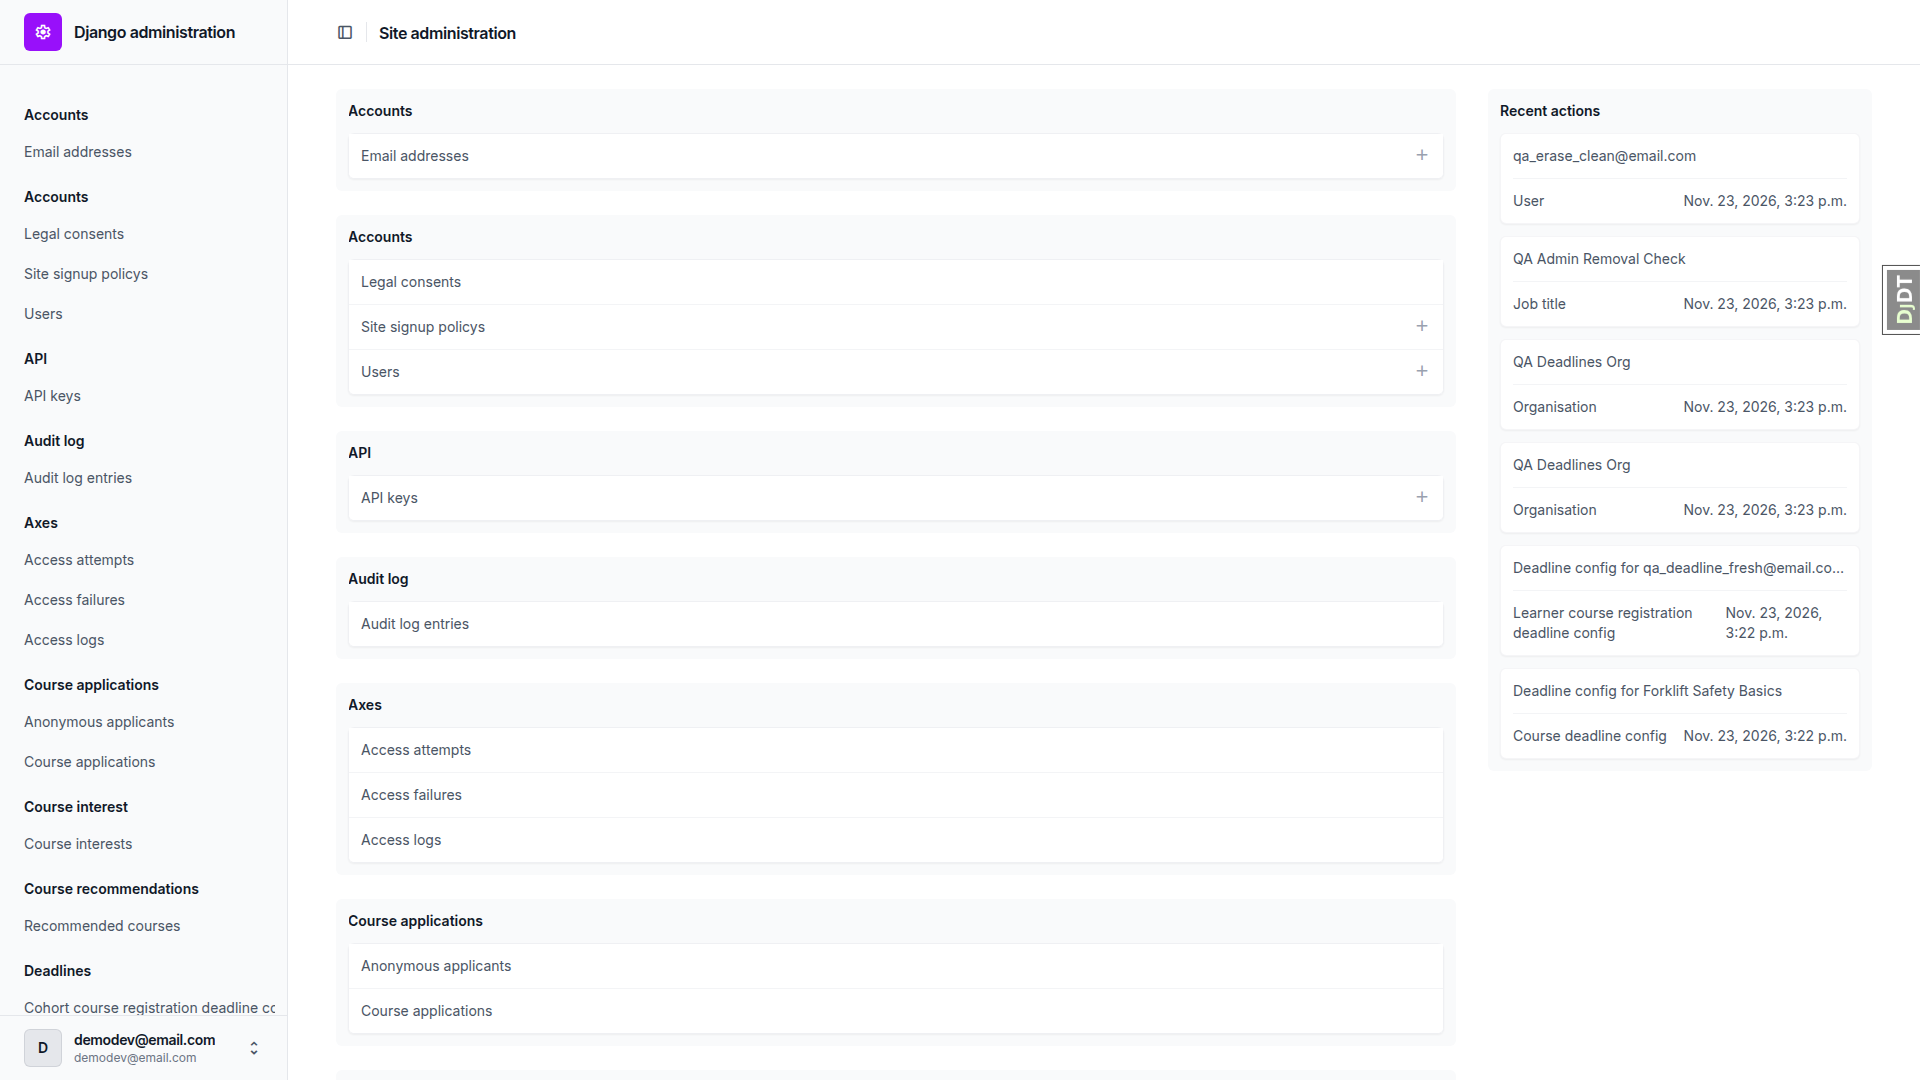 Django administration
Accounts
Email addresses
Accounts
Legal consents
Site signup policys
Users
API
API keys
Audit log
Audit log entries
Axes
Access attempts
Access failures
Access logs
Course applications
Anonymous applicants
Course applications
Course interest
Course interests
Course recommendations
Recommended courses
Deadlines
Cohort course registration deadline co
D
demodev@email.com
demodev@email.com
Site administration
Accounts
Email addresses
Accounts
Legal consents
Site signup policys
Users
API
API keys
Audit log
Audit log entries
Axes
Access attempts
Access failures
Access logs
Course applications
Anonymous applicants
Course applications
Recent actions
qa_erase_clean@email.com
User Nov. 23, 2026, 3:23 p.m.
QA Admin Removal Check
Job title Nov. 23, 2026, 3:23 p.m.
QA Deadlines Org
Organisation Nov. 23, 2026, 3:23 p.m.
QA Deadlines Org
Organisation Nov. 23, 2026, 3:23 p.m.
Deadline config for qa_deadline_fresh@email.co...
Learner course registration deadline config Nov. 23, 2026, 3:22 p.m.
Deadline config for Forklift Safety Basics
Course deadline config Nov. 23, 2026, 3:22 p.m.
DjDT